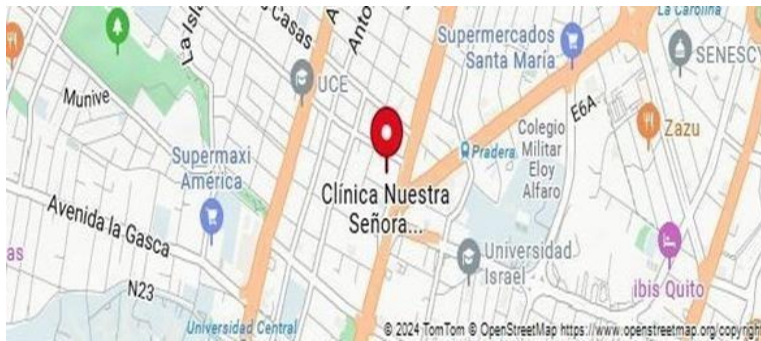 La Isla
Casas
Anto
La Carolina
Supermercados
Santa María
SENESCY
UCE
E6A
Munive
Zazu
Colegio
Militar
Eloy
Alfaro
Pradera
Supermaxi
América
Clínica Nuestra
Señora...
Avenida la Gasca
Universidad
Israel
as
N23
ibis Quito
Universidad Central
© 2024 TomTom © OpenStreetMap https://www.openstreetmap.org/copyright